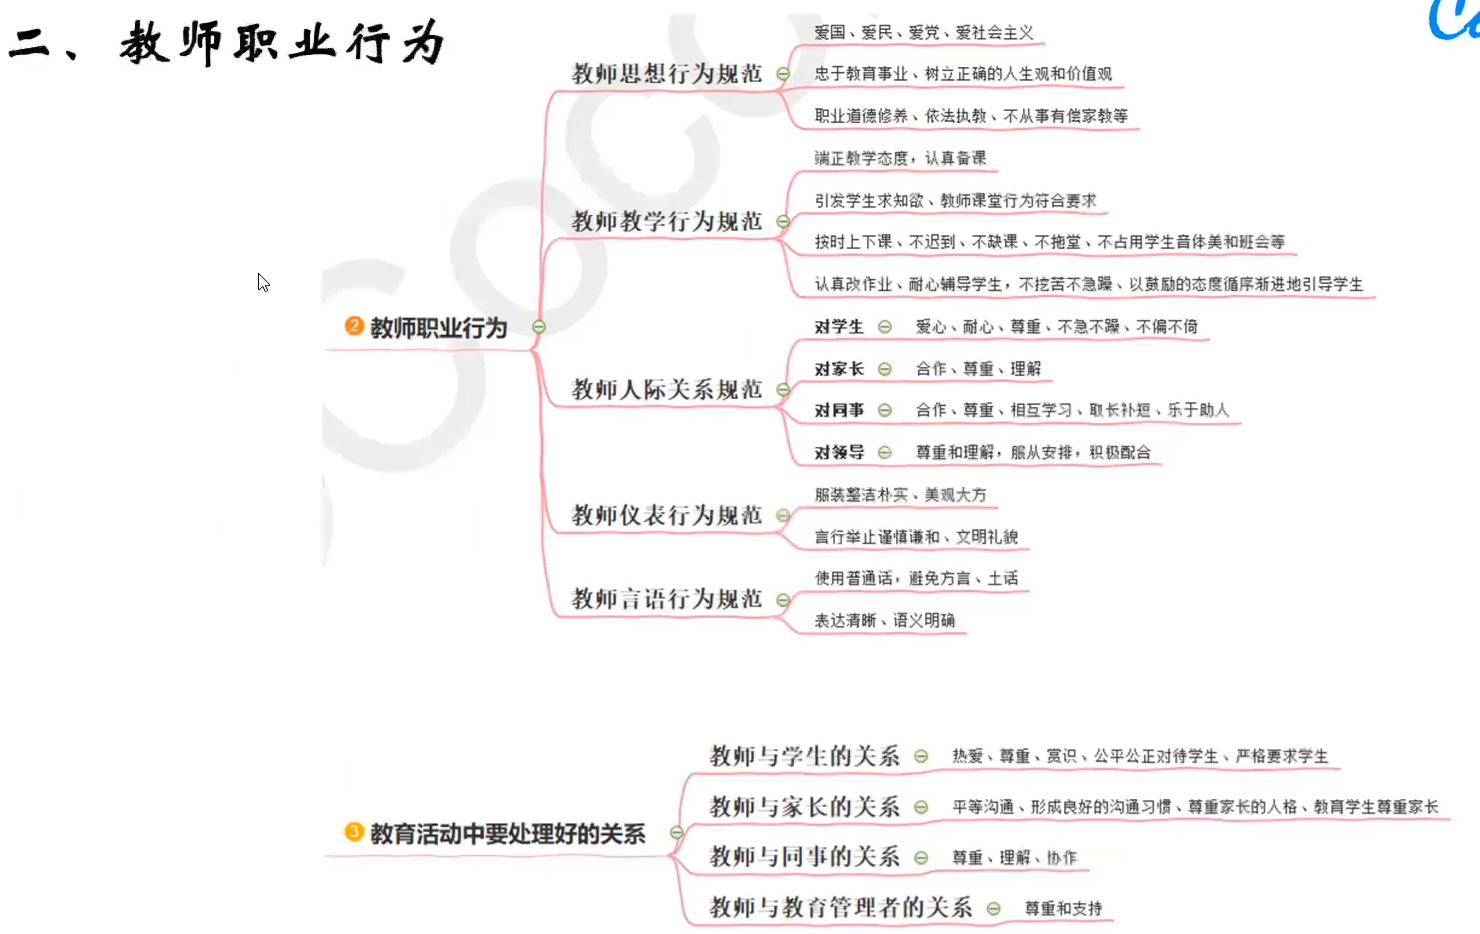 二、教师职业行为
Co
教师思想行为规范
爱国、爱民、爱党、爱社会主义
忠于教育事业、树立正确的人生观和价值观
职业道德修养、依法执教、不从事有偿家教等
教师教学行为规范
端正教学态度，认真备课
引发学生求知欲、教师课堂行为符合要求
按时上下课、不迟到、不缺课、不拖堂、不占用学生音体美和班会等
认真改作业、耐心辅导学生，不挖苦不急躁、以鼓励的态度循序渐进地引导学生
2 教师职业行为
教师人际关系规范
对学生 爱心、耐心、尊重、不急不躁、不偏不倚
对家长 合作、尊重、理解
对同事 合作、尊重、相互学习、取长补短、乐于助人
对领导 尊重和理解，服从安排，积极配合
教师仪表行为规范
服装整洁朴实、美观大方
言行举止谨慎谦和、文明礼貌
教师言语行为规范
使用普通话，避免方言、土话
表达清晰、语义明确
3 教育活动中要处理好的关系
教师与学生的关系 热爱、尊重、赏识、公平公正对待学生、严格要求学生
教师与家长的关系 平等沟通、形成良好的沟通习惯、尊重家长的人格、教育学生尊重家长
教师与同事的关系 尊重、理解、协作
教师与教育管理者的关系 尊重和支持